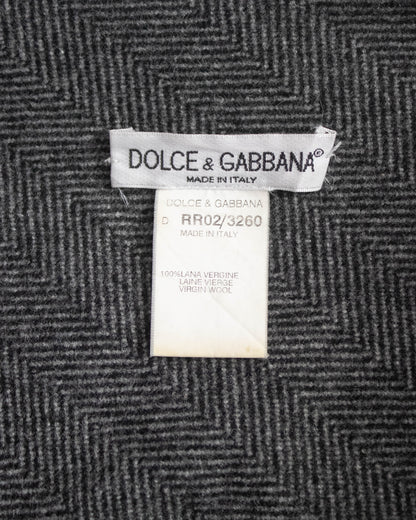 DOLCE & GABBANA®
MADE IN ITALY
DOLCE & GABBANA
D RR02/3260
MADE IN ITALY
100%LANA VERGINE
LAINE VIERGE
VIRGIN WOOL